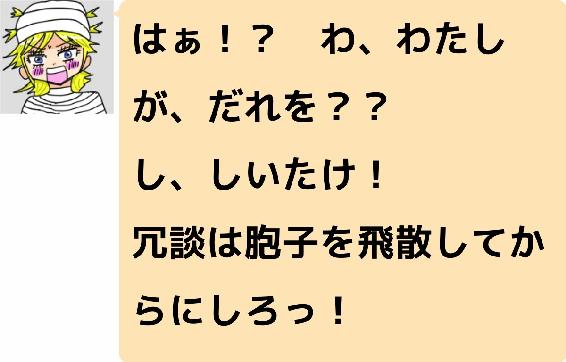 はぁ！？　わ、わたし
が、だれを？？
し、しいたけ！
冗談は胞子を飛散してか
らにしろっ！